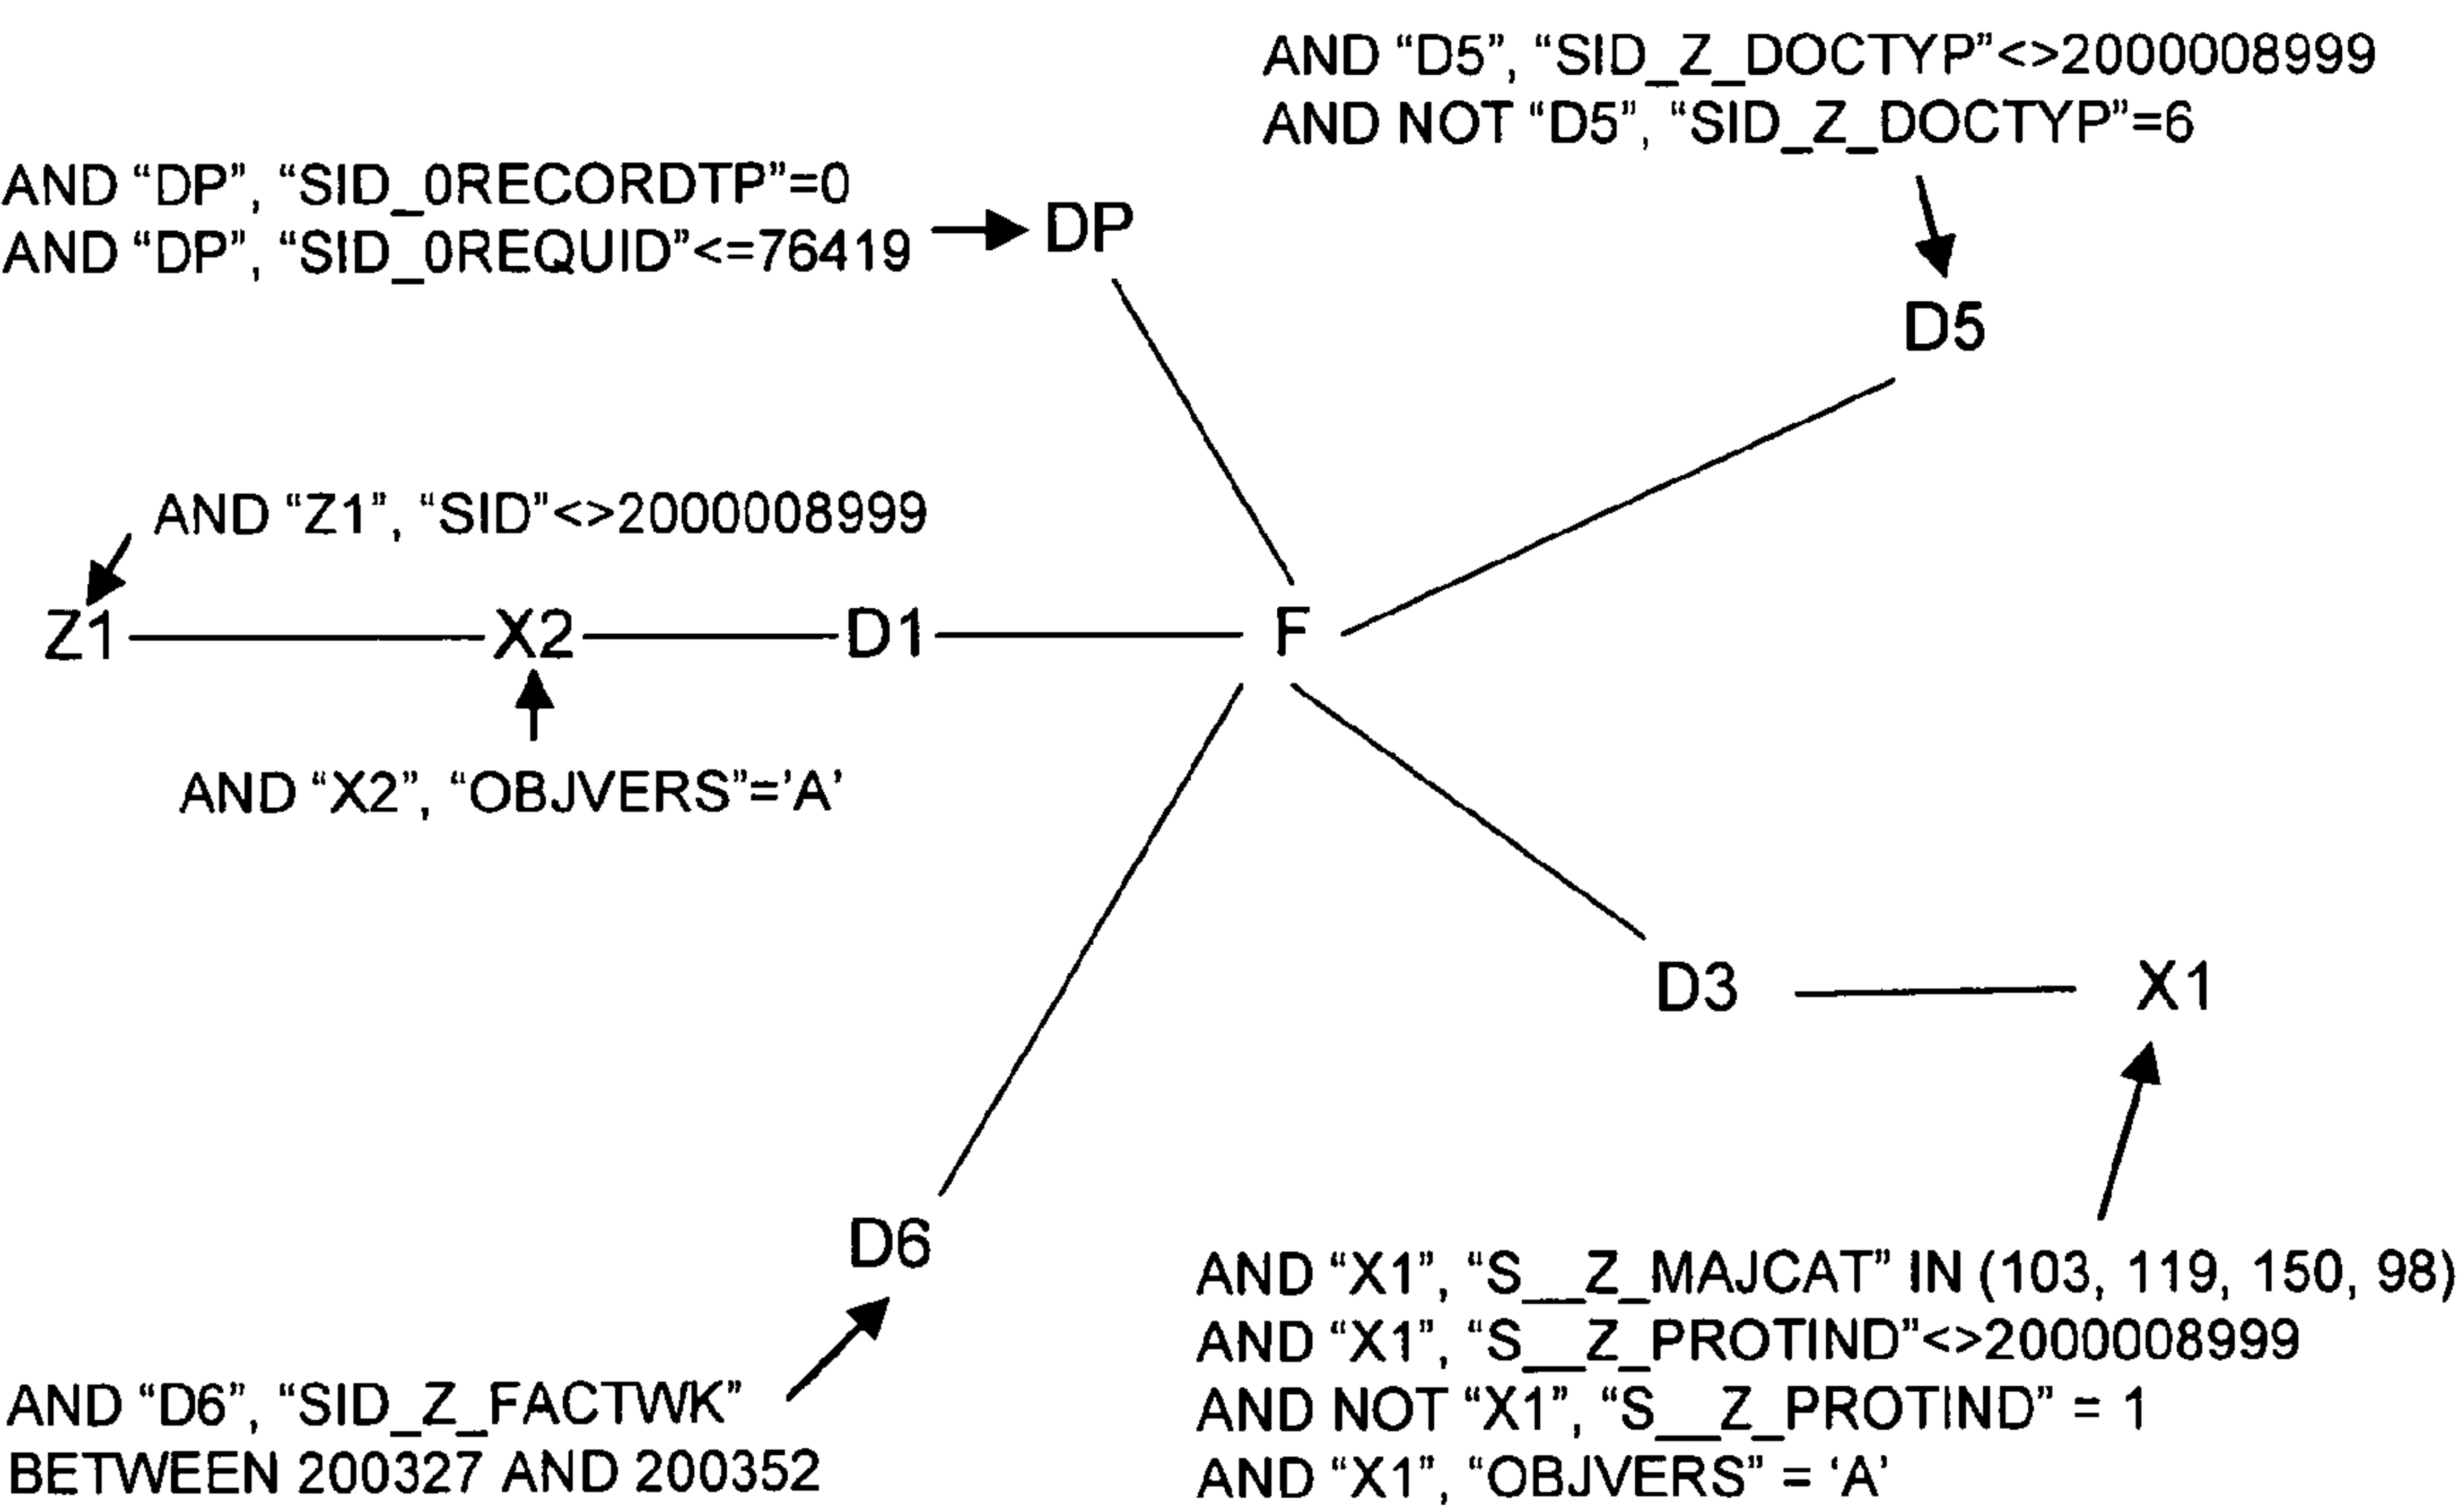 AND “D5”, “SID_Z_DOCTYP”<>2000008999
AND NOT “D5”, “SID_Z_DOCTYP”=6
AND “DP”, “SID_0RECORDTP”=0
AND “DP”, “SID_0REQUID”<=76419
DP
D5
AND “Z1”, “SID”<>2000008999
Z1 X2 D1 F
AND “X2”, “OBJVERS”=’A’
D3 X1
D6
AND “X1”, “S__Z_MAJCAT” IN (103, 119, 150, 98)
AND “X1”, “S__Z_PROTIND”<>2000008999
AND NOT “X1”, “S__Z_PROTIND” = 1
AND “X1”, “OBJVERS” = ‘A’
AND “D6”, “SID_Z_FACTWK”
BETWEEN 200327 AND 200352